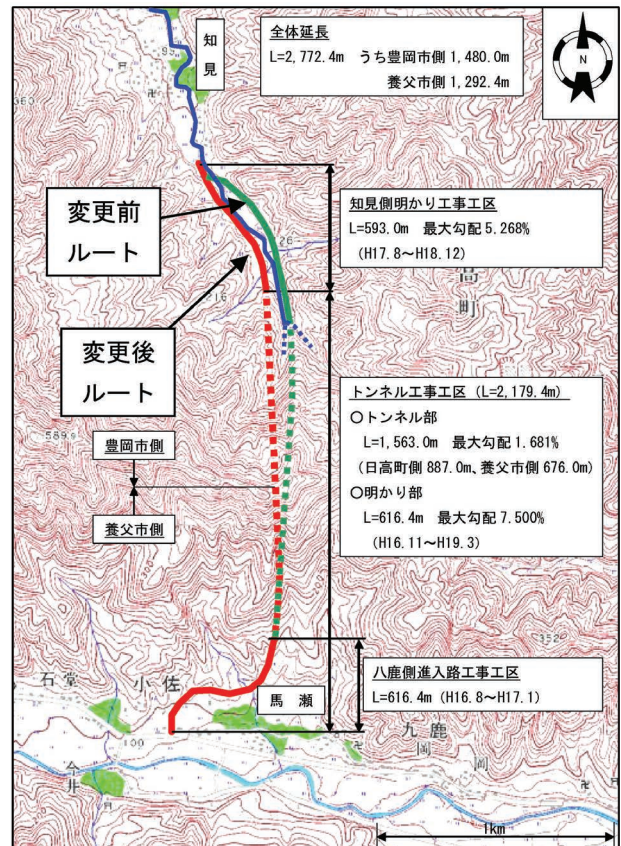 全体延長
L=2,772.4m うち豊岡市側 1,480.0m
養父市側 1,292.4m
N
知見
変更前
ルート
知見側明かり工事工区
L=593.0m 最大勾配 5.268%
(H17.8～H18.12)
町
変更後
ルート
トンネル工事工区 (L=2,179.4m)
○トンネル部
L=1,563.0m 最大勾配 1.681%
(日高町側 887.0m、養父市側 676.0m)
○明かり部
L=616.4m 最大勾配 7.500%
(H16.11～H19.3)
豊岡市側
養父市側
352
八鹿側進入路工事工区
L=616.4m (H16.8～H17.1)
石堂
小佐
馬瀬
九鹿
100
今井
1km